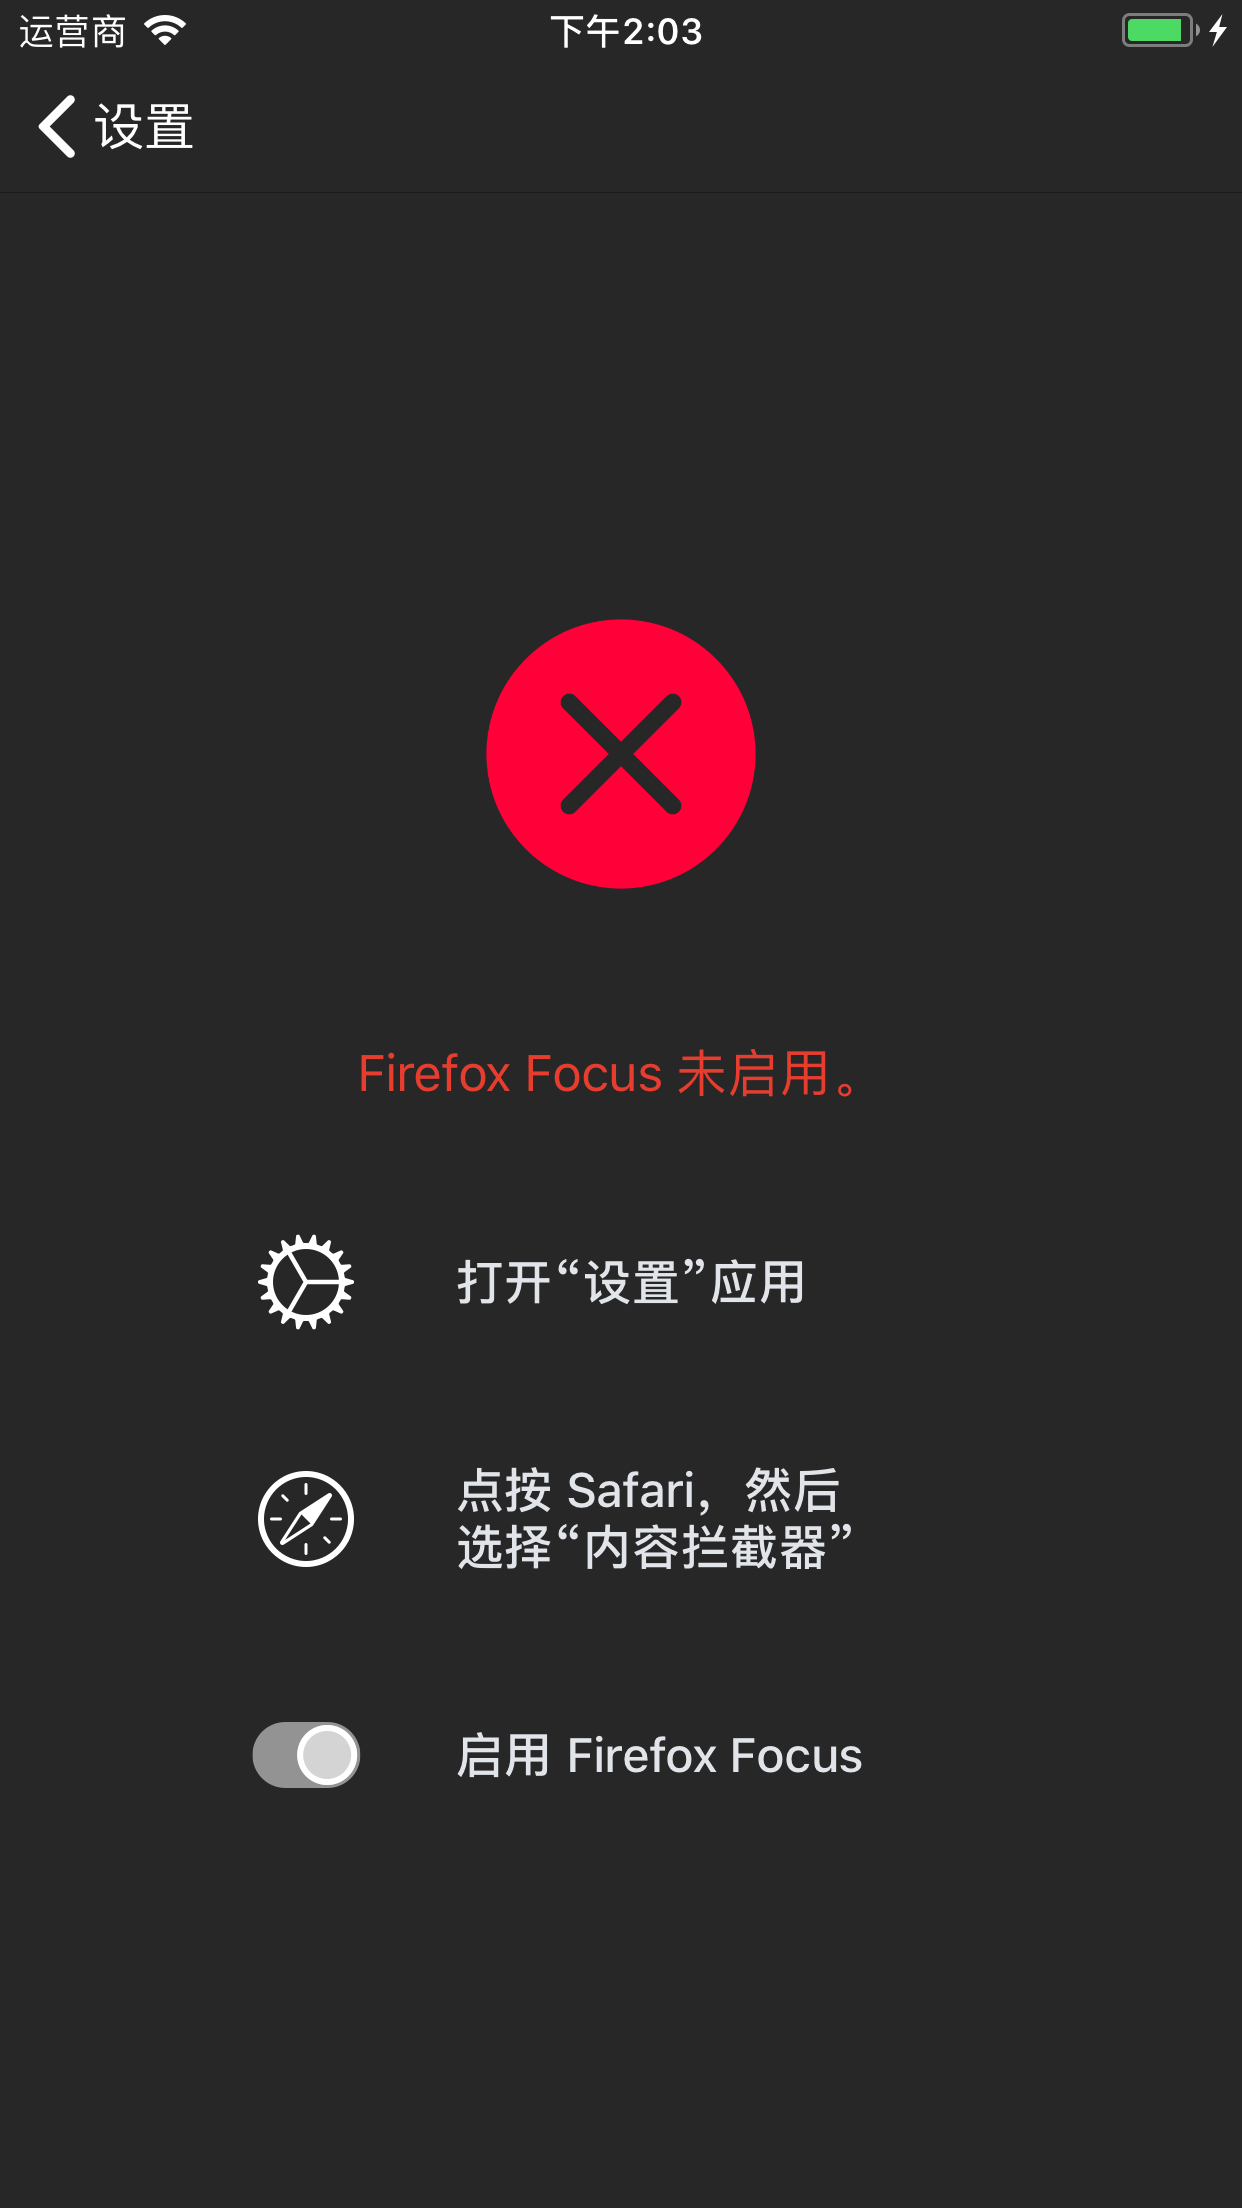 运营商
下午2:03
设置
Firefox Focus 未启用。
打开“设置”应用
点按 Safari，然后
选择“内容拦截器”
启用 Firefox Focus